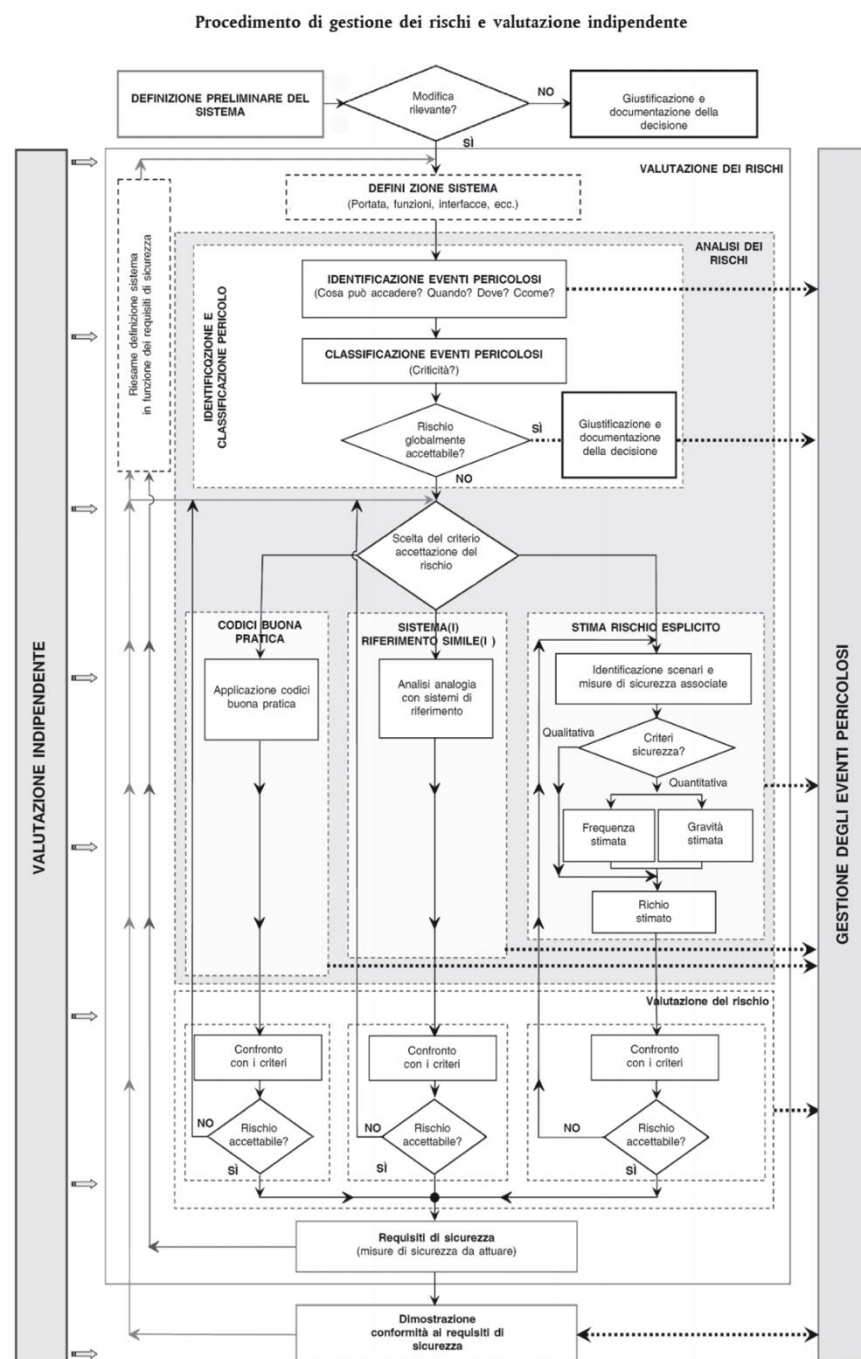 Procedimento di gestione dei rischi e valutazione indipendente
DEFINIZIONE PRELIMINARE DEL
SISTEMA
Modifica
rilevante?
NO
Giustificazione e
documentazione della
decisione
SÌ
VALUTAZIONE DEI RISCHI
DEFINI ZIONE SISTEMA
(Portata, funzioni, interfacce, ecc.)
Riesame definizione sistema
in funzione dei requisiti di sicurezza
ANALISI DEI
RISCHI
IDENTIFICQZIONE E
CLASSIFICAZIONE PERICOLO
IDENTIFICAZIONE EVENTI PERICOLOSI
(Cosa può accadere? Quando? Dove? Ccome?
CLASSIFICAZIONE EVENTI PERICOLOSI
(Criticità?)
Rischio
globalmente
accettabile?
SÌ
Giustificazione e
documentazione
della decisione
NO
Scelta del criterio
accettazione del
rischio
CODICI BUONA
PRATICA
SISTEMA(I)
RIFERIMENTO SIMILE(I )
STIMA RISCHIO ESPLICITO
Applicazione codici
buona pratica
Analisi analogia
con sistemi di
riferimento
Identificazione scenari e
misure di sicurezza associate
Qualitativa
Criteri
sicurezza?
Quantitativa
Frequenza
stimata
Gravità
stimata
Richio
stimato
VALUTAZIONE INDIPENDENTE
GESTIONE DEGLI EVENTI PERICOLOSI
Valutazione del rischio
Confronto
con i criteri
Confronto
con i criteri
Confronto
con i criteri
NO
Rischio
accettabile?
SÌ
NO
Rischio
accettabile?
SÌ
NO
Rischio
accettabile?
SÌ
Requisiti di sicurezza
(misure di sicurezza da attuare)
Dimostrazione
conformità ai requisiti di
sicurezza